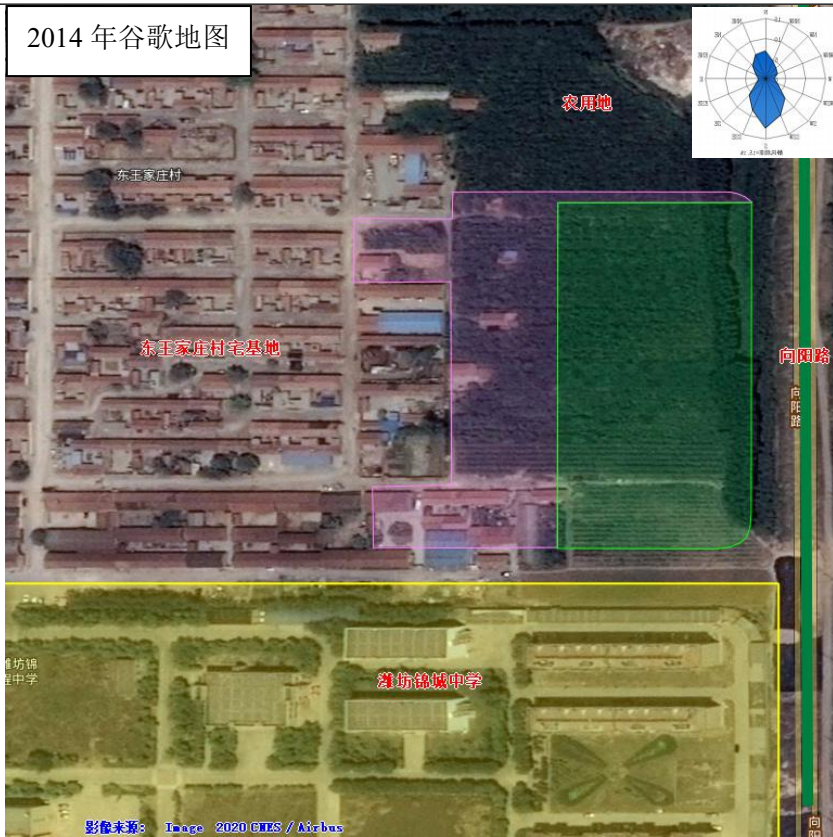 2014 年谷歌地图
农用地
东王家庄村
东王家庄村宅基地
向阳路
向阳路
潍坊锦程中学
潍坊锦城中学
影像来源： Image 2020 CNES / Airbus
向